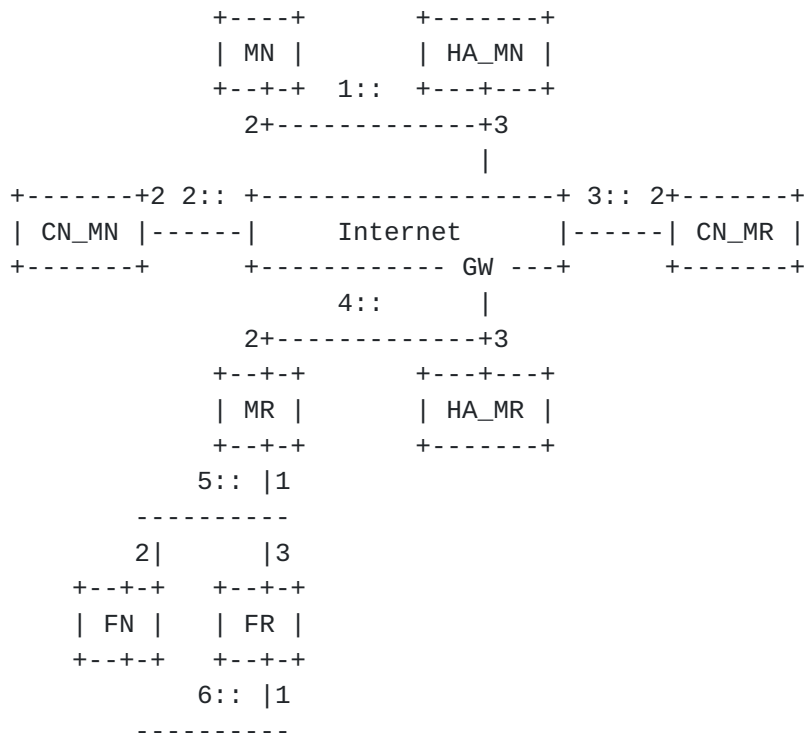 +----+       +-------+
              | MN |       | HA_MN |
              +--+-+  1::  +---+---+
                2+-------------+3
                               |
+-------+2 2:: +-------------------+ 3:: 2+-------+
| CN_MN |------|     Internet      |------| CN_MR |
+-------+      +------------ GW ---+      +-------+
                      4::      |
                2+-------------+3
              +--+-+       +---+---+
              | MR |       | HA_MR |
              +--+-+       +-------+
             5:: |1
         ----------
         2|      |3
     +--+-+   +--+-+
     | FN |   | FR |
     +--+-+   +--+-+
             6:: |1
         ----------